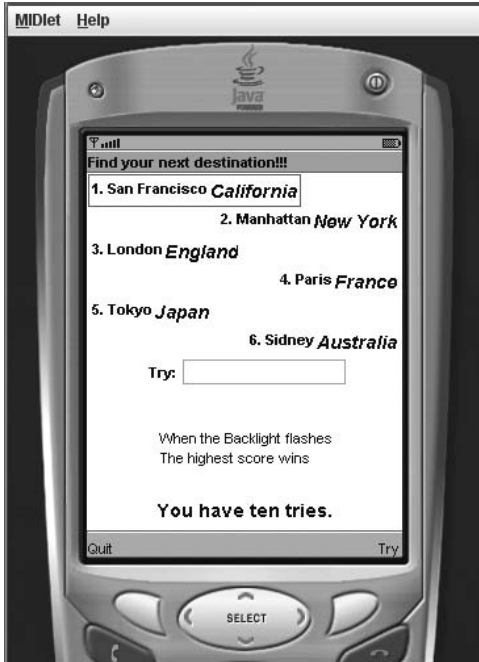 MIDlet Help
Java
POWERED
Find your next destination!!!
1. San Francisco California
2. Manhattan New York
3. London England
4. Paris France
5. Tokyo Japan
6. Sidney Australia
Try:
When the Backlight flashes
The highest score wins
You have ten tries.
Quit Try
SELECT